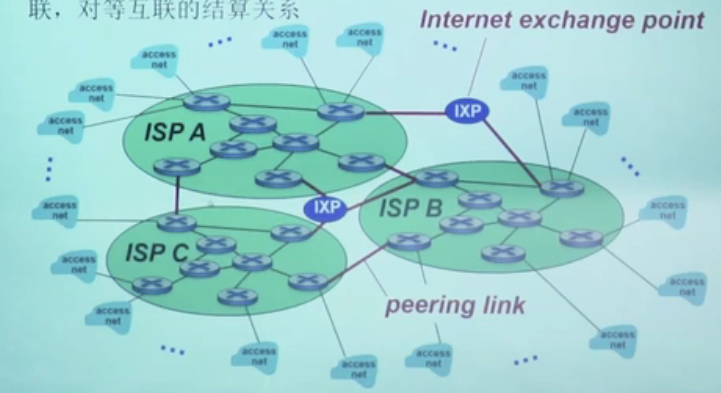 联，对等互联的结算关系
Internet exchange point
access
net
access
net
access
net
access
net
access
net
access
net
access
net
IXP
ISP A
IXP
ISP B
access
net
access
net
ISP C
access
net
access
net
peering link
access
net
access
net
access
net
access
net
access
net